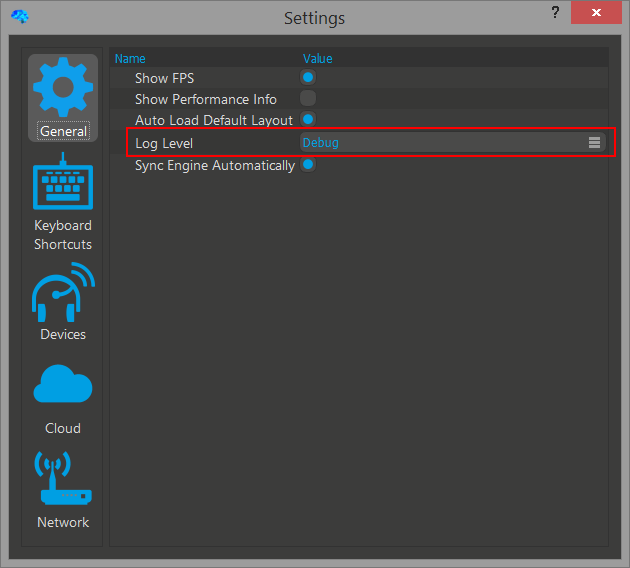 Settings
?
General
Keyboard
Shortcuts
Devices
Cloud
Network
Name Value
Show FPS
Show Performance Info
Auto Load Default Layout
Log Level Debug
Sync Engine Automatically